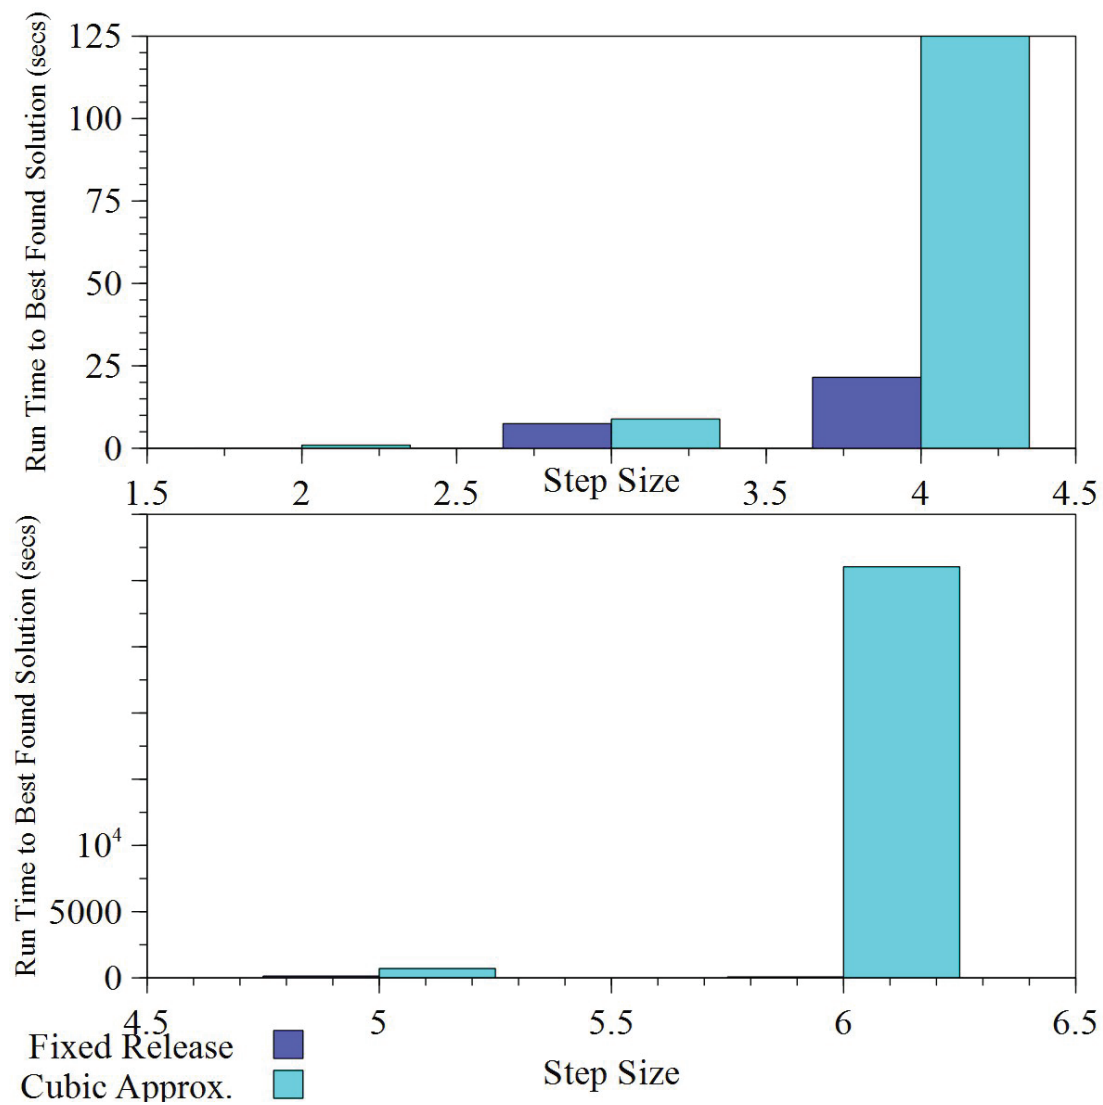 Run Time to Best Found Solution (secs)
125
100
75
50
25
0
1.5 2 2.5 3.5 4 4.5
Step Size
Run Time to Best Found Solution (secs)
10⁴
5000
0
4.5 5 5.5 6 6.5
Step Size
Fixed Release
Cubic Approx.